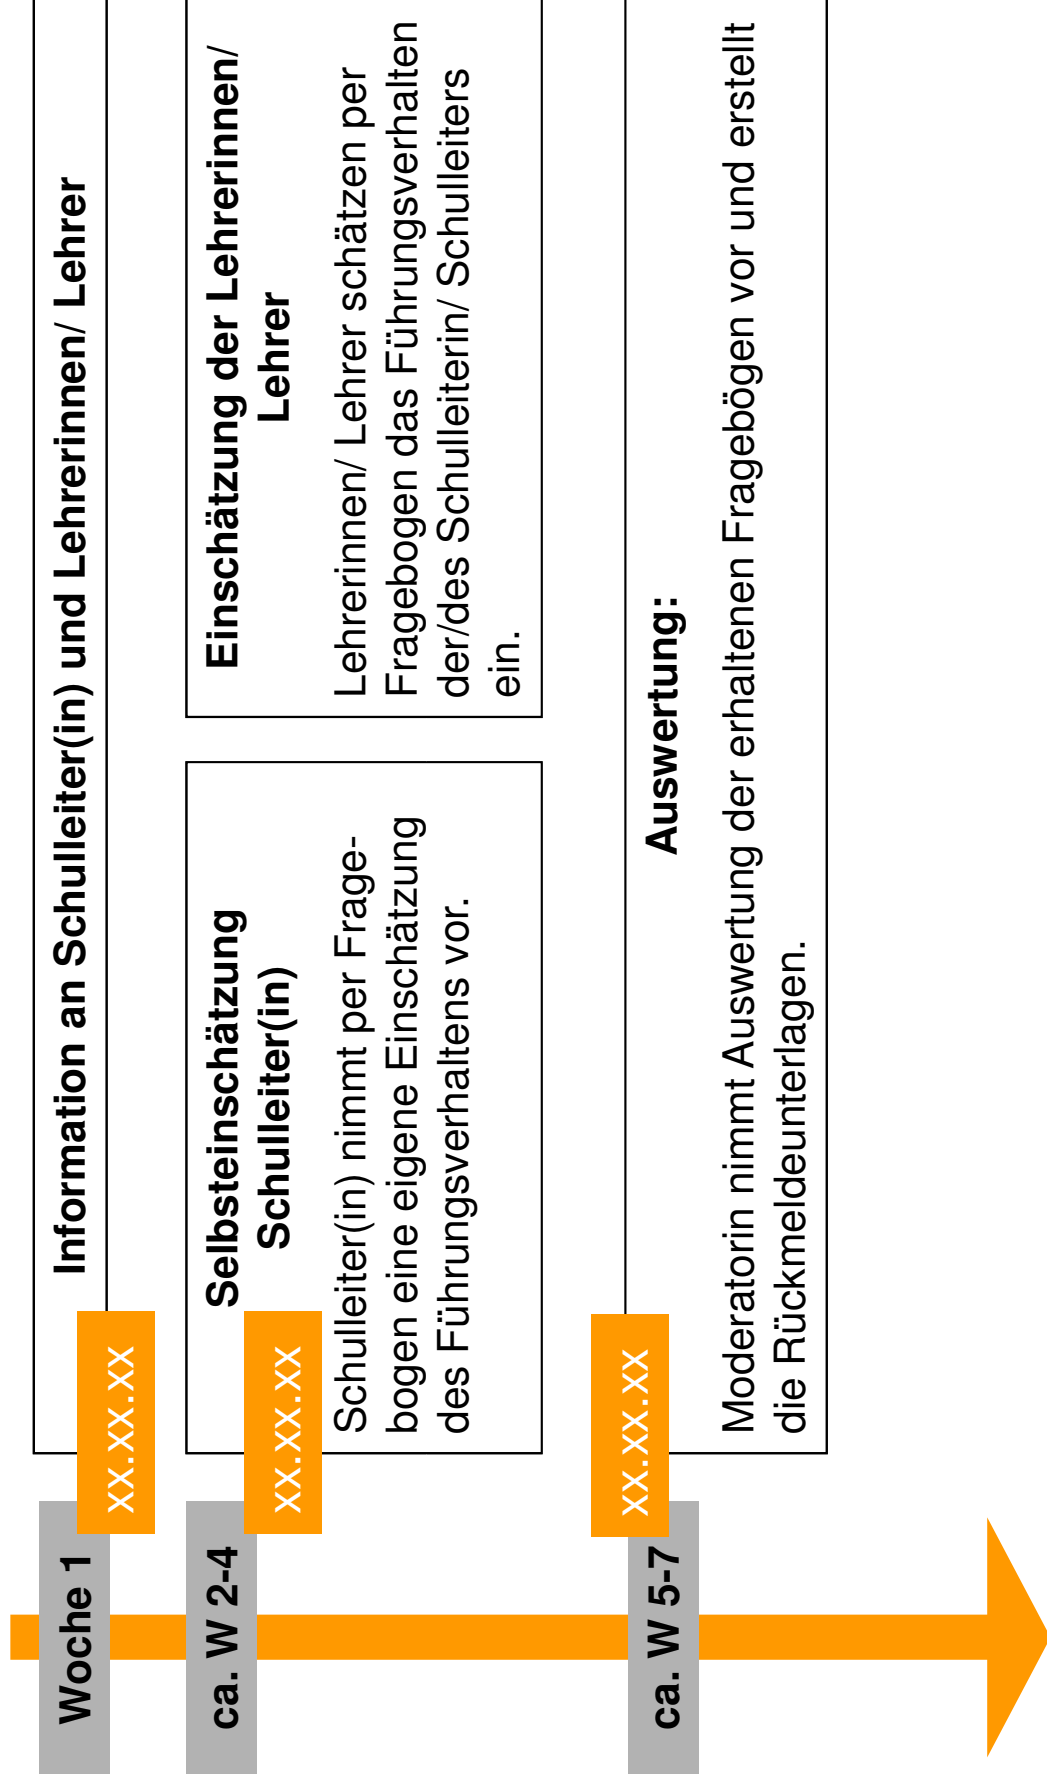 Woche 1
xx.xx.xx
Information an Schulleiter(in) und Lehrerinnen/ Lehrer
ca. W 2-4
xx.xx.xx
Selbsteinschätzung
Schulleiter(in)
Schulleiter(in) nimmt per Frage-
bogen eine eigene Einschätzung
des Führungsverhaltens vor.
Einschätzung der Lehrerinnen/
Lehrer
Lehrerinnen/ Lehrer schätzen per
Fragebogen das Führungsverhalten
der/des Schulleiterin/ Schulleiters
ein.
ca. W 5-7
xx.xx.xx
Auswertung:
Moderatorin nimmt Auswertung der erhaltenen Fragebögen vor und erstellt
die Rückmeldeunterlagen.